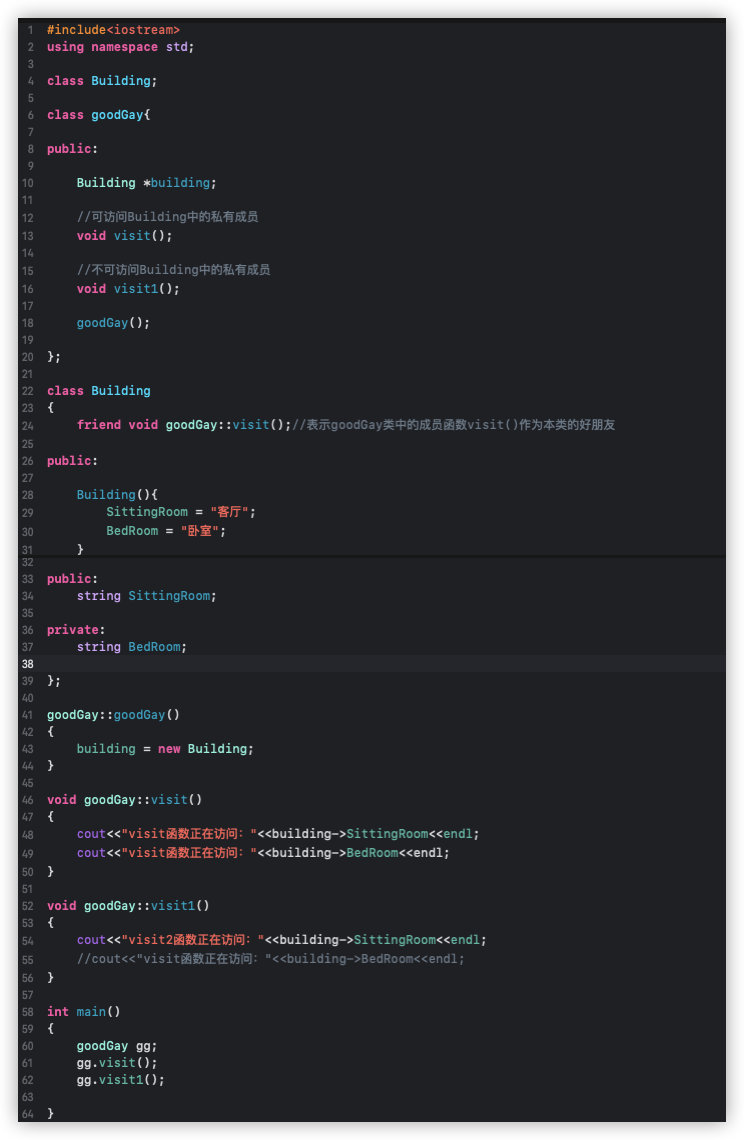 1 #include<iostream>
2 using namespace std;
3
4 class Building;
5
6 class goodGay{
7
8 public:
9
10     Building *building;
11
12     //可访问Building中的私有成员
13     void visit();
14
15     //不可访问Building中的私有成员
16     void visit1();
17
18     goodGay();
19
20 };
21
22 class Building
23 {
24     friend void goodGay::visit();//表示goodGay类中的成员函数visit()作为本类的好朋友
25
26 public:
27
28     Building(){
29         SittingRoom = "客厅";
30         BedRoom = "卧室";
31     }
32
33 public:
34     string SittingRoom;
35
36 private:
37     string BedRoom;
38
39 };
40
41 goodGay::goodGay()
42 {
43     building = new Building;
44 }
45
46 void goodGay::visit()
47 {
48     cout<<"visit函数正在访问: "<<building->SittingRoom<<endl;
49     cout<<"visit函数正在访问: "<<building->BedRoom<<endl;
50 }
51
52 void goodGay::visit1()
53 {
54     cout<<"visit2函数正在访问: "<<building->SittingRoom<<endl;
55     //cout<<"visit函数正在访问: "<<building->BedRoom<<endl;
56 }
57
58 int main()
59 {
60     goodGay gg;
61     gg.visit();
62     gg.visit1();
63
64 }